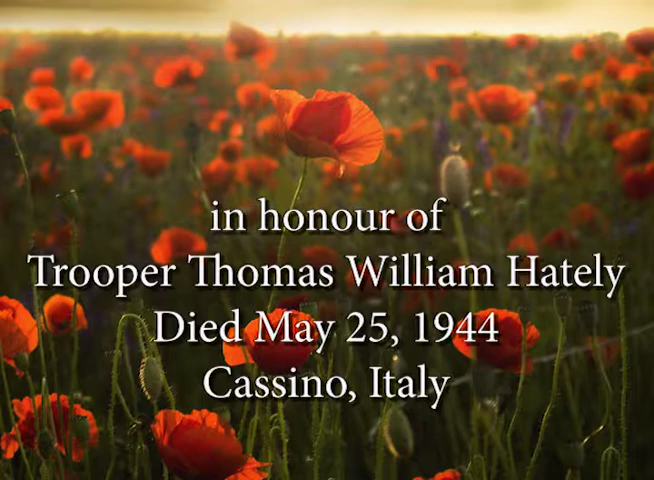 in honour of
Trooper Thomas William Hately
Died May 25, 1944
Cassino, Italy